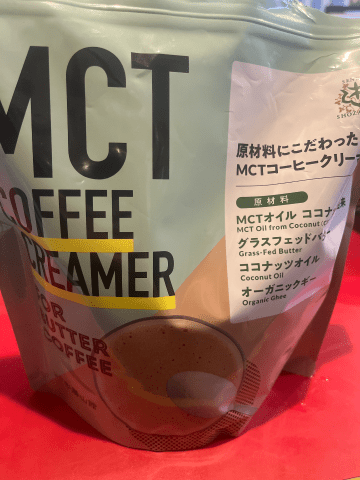 MCT
COFFEE
CREAMER
FOR
BUTTER
COFFEE
原材料にこだわった
MCTコーヒークリー
原材料
MCTオイル ココナ
MCT Oil from Coconut
グラスフェッドバ
Grass-Fed Butter
ココナッツオイル
Coconut Oil
オーガニックギー
Organic Ghee